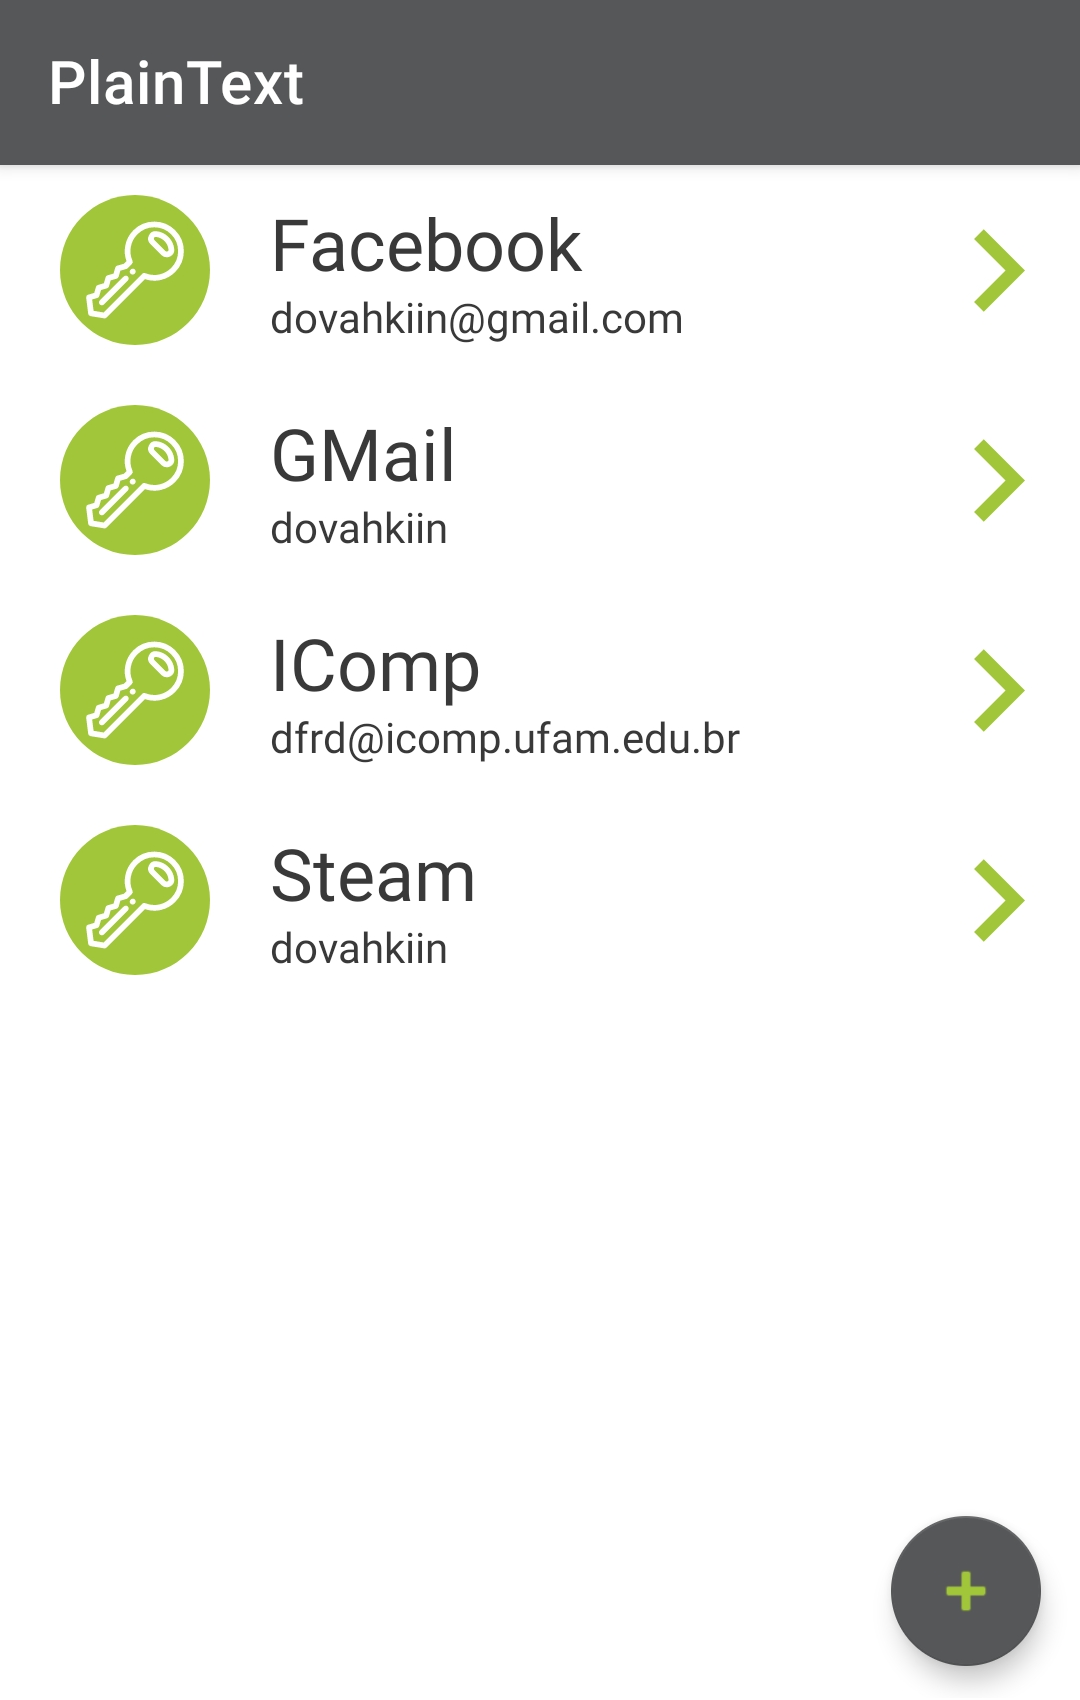 PlainText
Facebook
dovahkiin@gmail.com
GMail
dovahkiin
IComp
dfrd@icomp.ufam.edu.br
Steam
dovahkiin